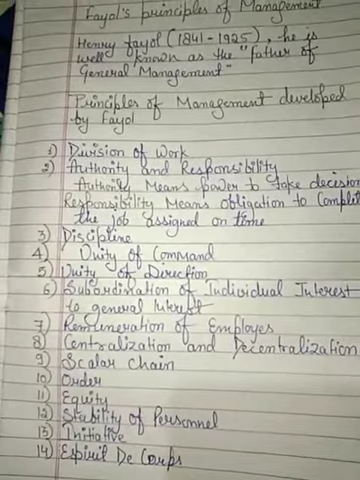 Fayol's principles of Management
Henry fayol (1841-1925), he is
well known as the "father of
General Management"
Principles of Management developed
by Fayol
1) Division of Work
2) Authority and Responsibility
Authority Means power to take decision
Responsibility Means obligation to Complet
the job assigned on time
3) Discipline
4) Unity of Command
5) Unity of Direction
6) Subordination of Individual Interest
to general Interest
7) Remuneration of Employes
8) Centralization and Decentralization
9) Scalar Chain
10) Order
11) Equity
12) Stability of Personnel
13) Initiative
14) Espirit De Corps